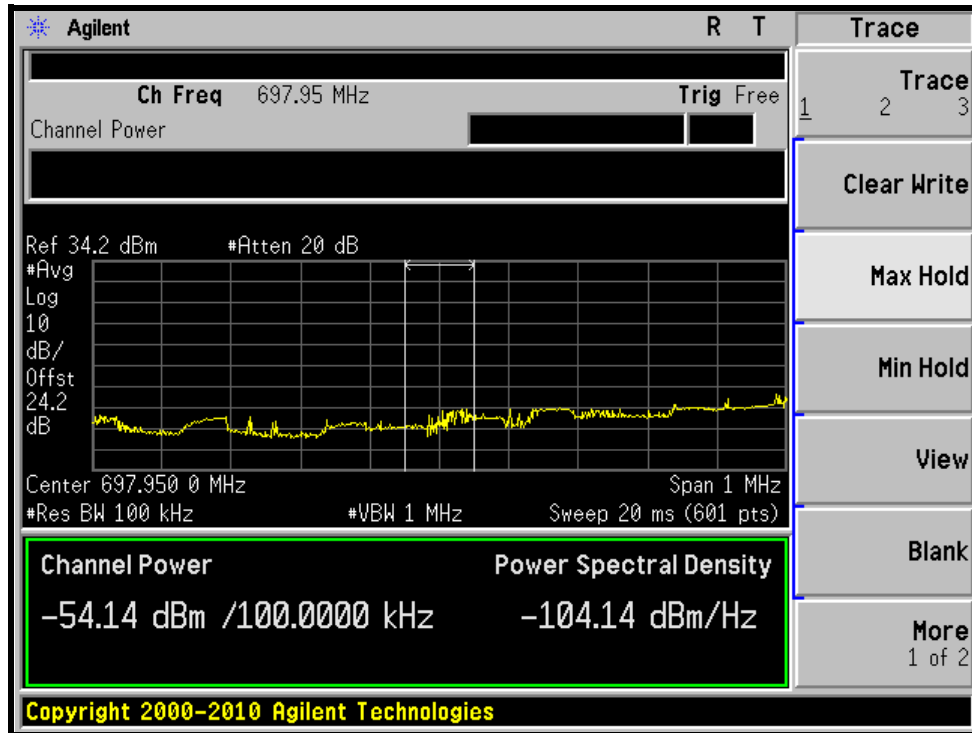 Agilent R T
Ch Freq 697.95 MHz Trig Free
Channel Power
Ref 34.2 dBm #Atten 20 dB
#Avg
Log
10
dB/
Offst
24.2
dB
Center 697.950 0 MHz Span 1 MHz
#Res BW 100 kHz #VBW 1 MHz Sweep 20 ms (601 pts)
Channel Power Power Spectral Density
-54.14 dBm /100.0000 kHz -104.14 dBm/Hz
Copyright 2000-2010 Agilent Technologies
Trace
Trace
1 2 3
Clear Write
Max Hold
Min Hold
View
Blank
More
1 of 2